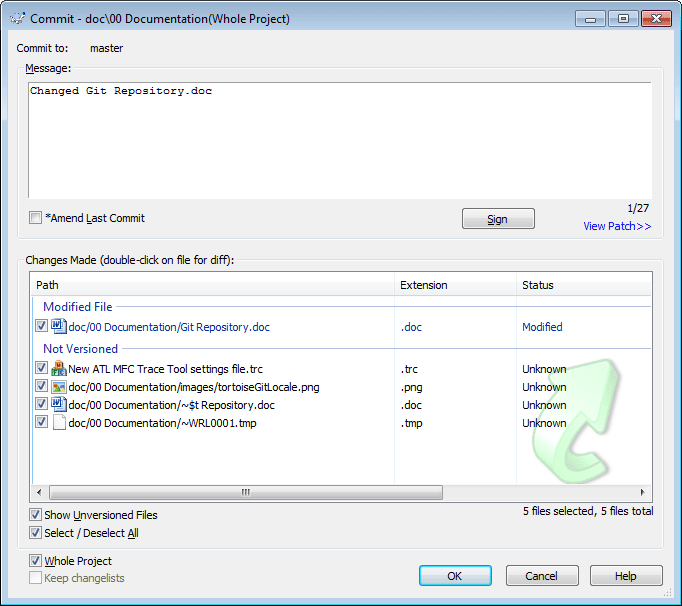 Commit - doc\00 Documentation(Whole Project)
Commit to: master
Message:
Changed Git Repository.doc
*Amend Last Commit
Sign
1/27
View Patch>>
Changes Made (double-click on file for diff):
Path Extension Status
Modified File
doc/00 Documentation/Git Repository.doc .doc Modified
Not Versioned
New ATL MFC Trace Tool settings file.trc .trc Unknown
doc/00 Documentation/images/tortoiseGitLocale.png .png Unknown
doc/00 Documentation/~$t Repository.doc .doc Unknown
doc/00 Documentation/~WRL0001.tmp .tmp Unknown
Show Unversioned Files
5 files selected, 5 files total
Select / Deselect All
Whole Project
Keep changelists
OK Cancel Help